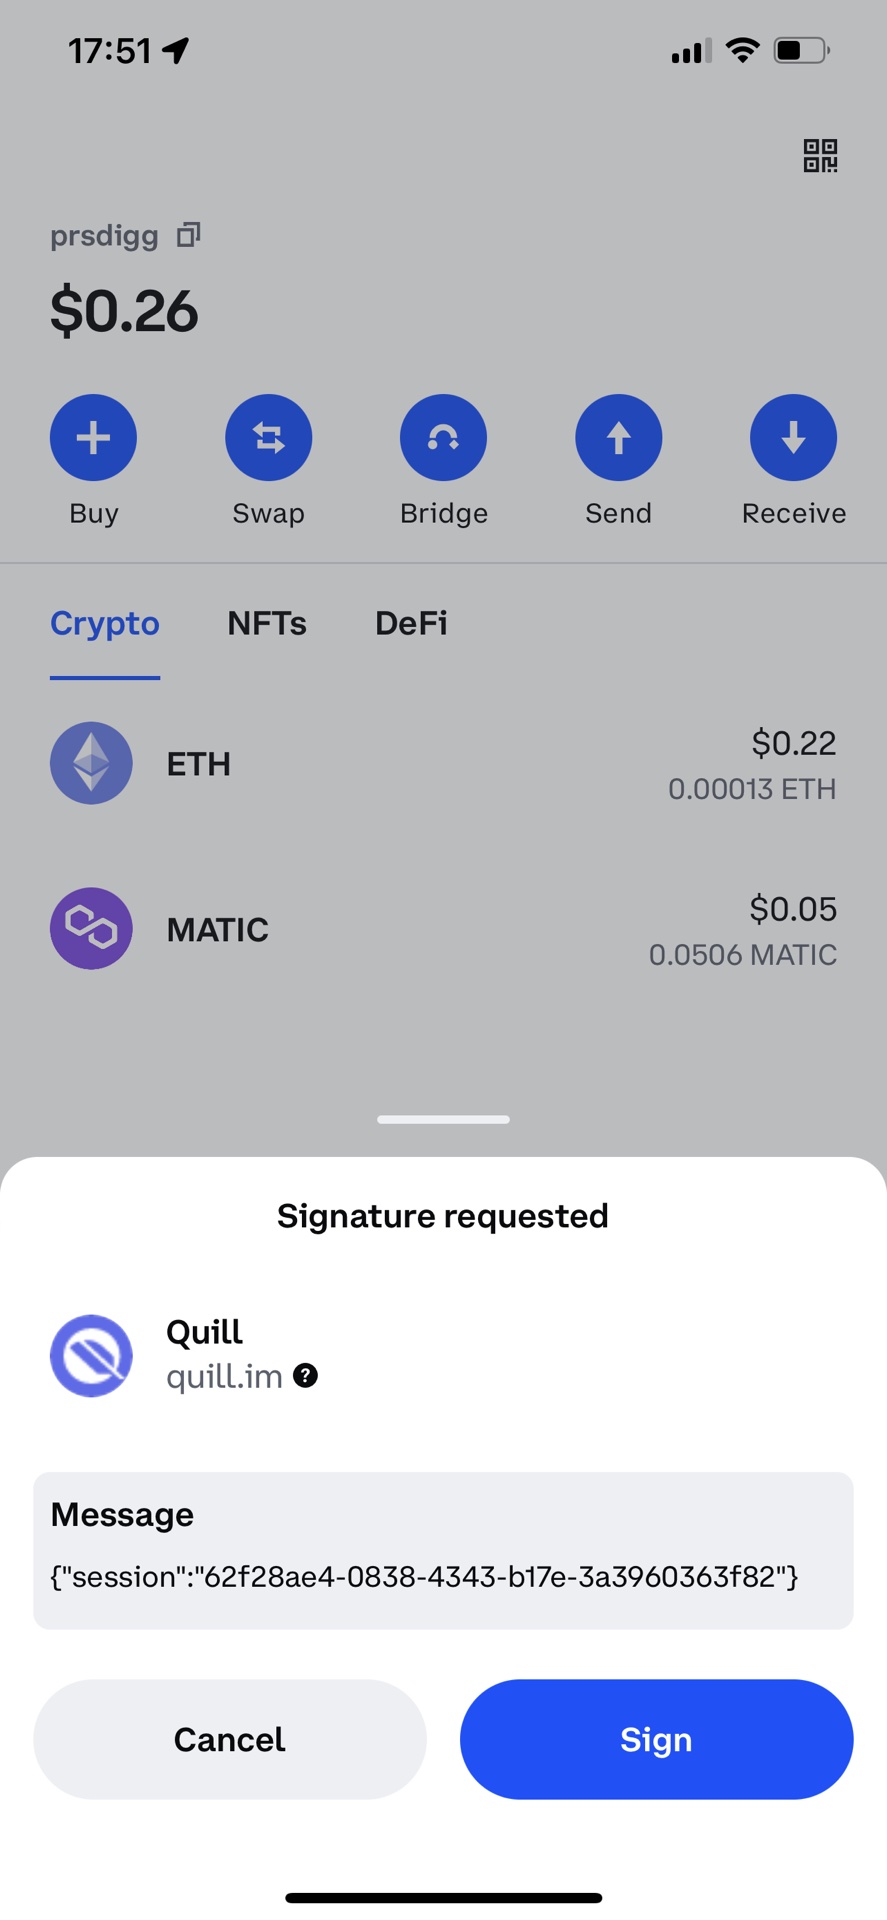 17:51
prsdigg
$0.26
Buy Swap Bridge Send Receive
Crypto NFTs DeFi
ETH $0.22
0.00013 ETH
MATIC $0.05
0.0506 MATIC
Signature requested
Quill
quill.im ?
Message
{"session":"62f28ae4-0838-4343-b17e-3a3960363f82"}
Cancel Sign